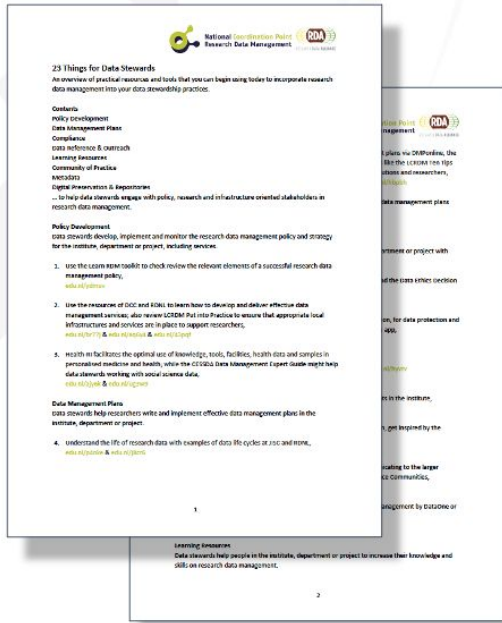 National Coordination Point
Research Data Management
RDA
23 Things for Data Stewards
An overview of practical resources and tools that you can begin using today to incorporate research
data management into your data stewardship practices.
Contents
Policy Development
Data Management Plans
Compliance
Data Reference & Outreach
Learning Resources
Community of Practice
Metadata
Digital Preservation & Repositories
... to help data stewards engage with policy, research and infrastructure oriented stakeholders in
research data management.
Policy Development
Data stewards develop, implement and monitor the research data management policy and strategy
for the institute, department or project, including services.
1. Use the Learn RDM toolkit to check review the relevant elements of a successful research data
management policy,
2. Use the resources of DCC and RDNL to learn how to develop and deliver effective data
management services; also review LCRDM Put into Practice to ensure that appropriate local
infrastructures and services are in place to support researchers,
3. Health RI facilitates the optimal use of knowledge, tools, facilities, health data and samples in
personalised medicine and health, while the CESSDA Data Management Expert Guide might help
data stewards working with social science data,
Data Management Plans
Data stewards help researchers write and implement effective data management plans in the
institute, department or project.
4. Understand the life of research data with examples of data life cycles at JISC and RDNL,
1
RDA
plans via DMPonline, the
like the LCRDM Ten Tips
utions and researchers,
data management plans
artment or project with
d the Data Ethics Decision
on, for data protection and
app,
ts in the institute,
, get inspired by the
icating to the larger
ce Communities,
anagement by DataOne or
Learning Resources
Data stewards help people in the institute, department or project to increase their knowledge and
skills on research data management.
2